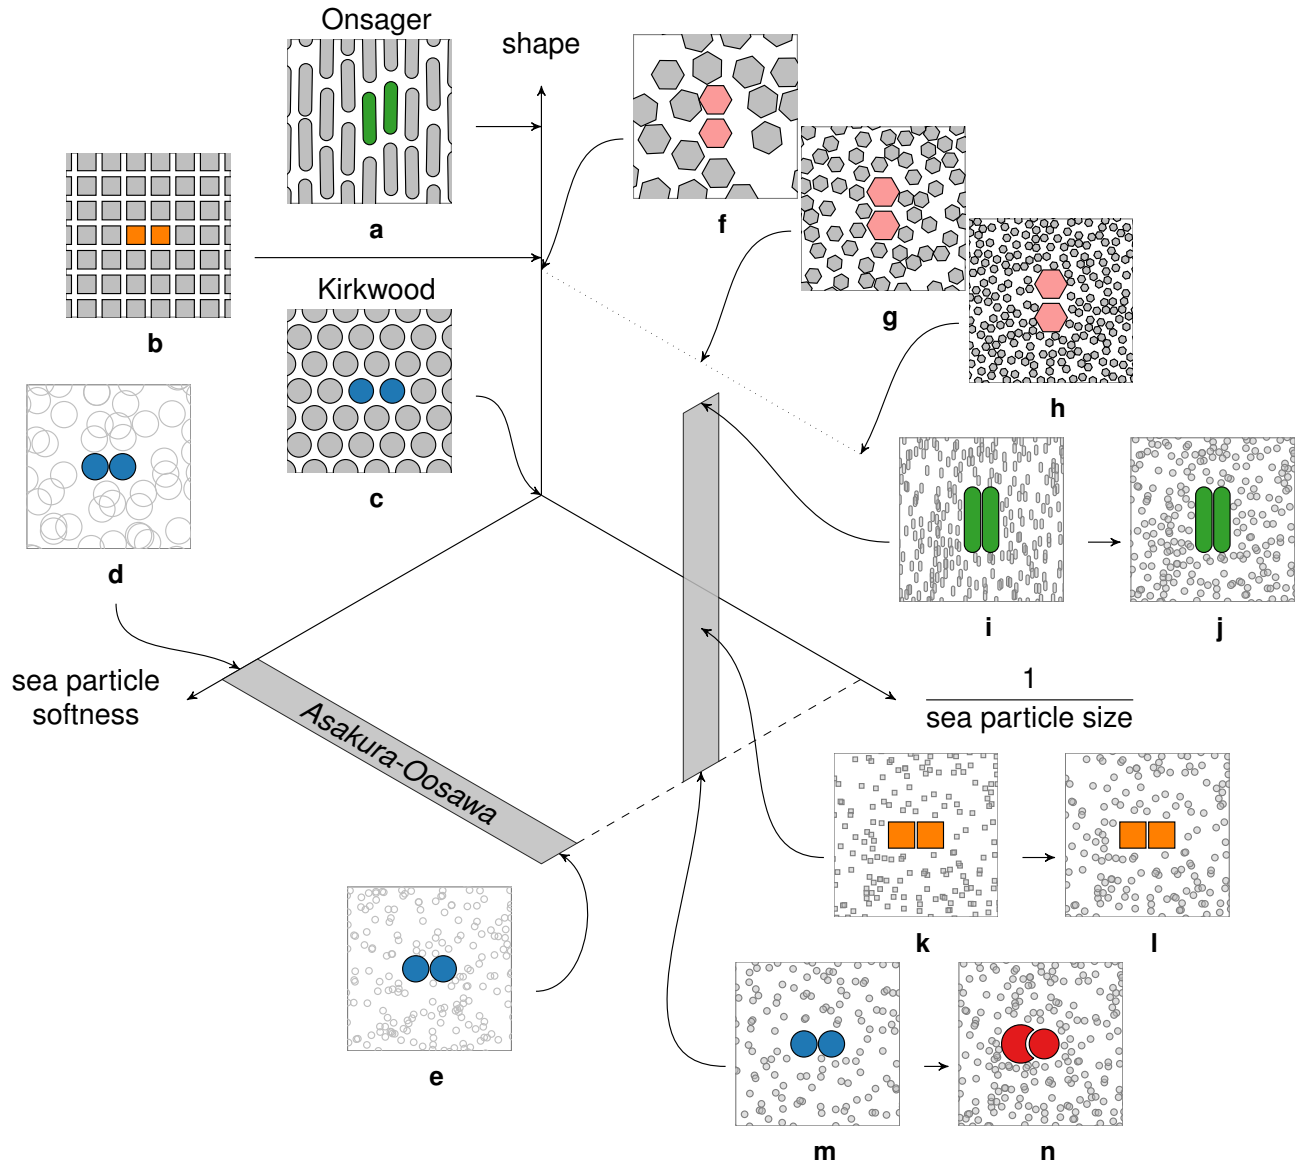 Onsager
shape
a
f
b
Kirkwood
g
c
h
d
i
j
sea particle
softness
1
sea particle size
Asakura-Oosawa
k
l
e
m
n